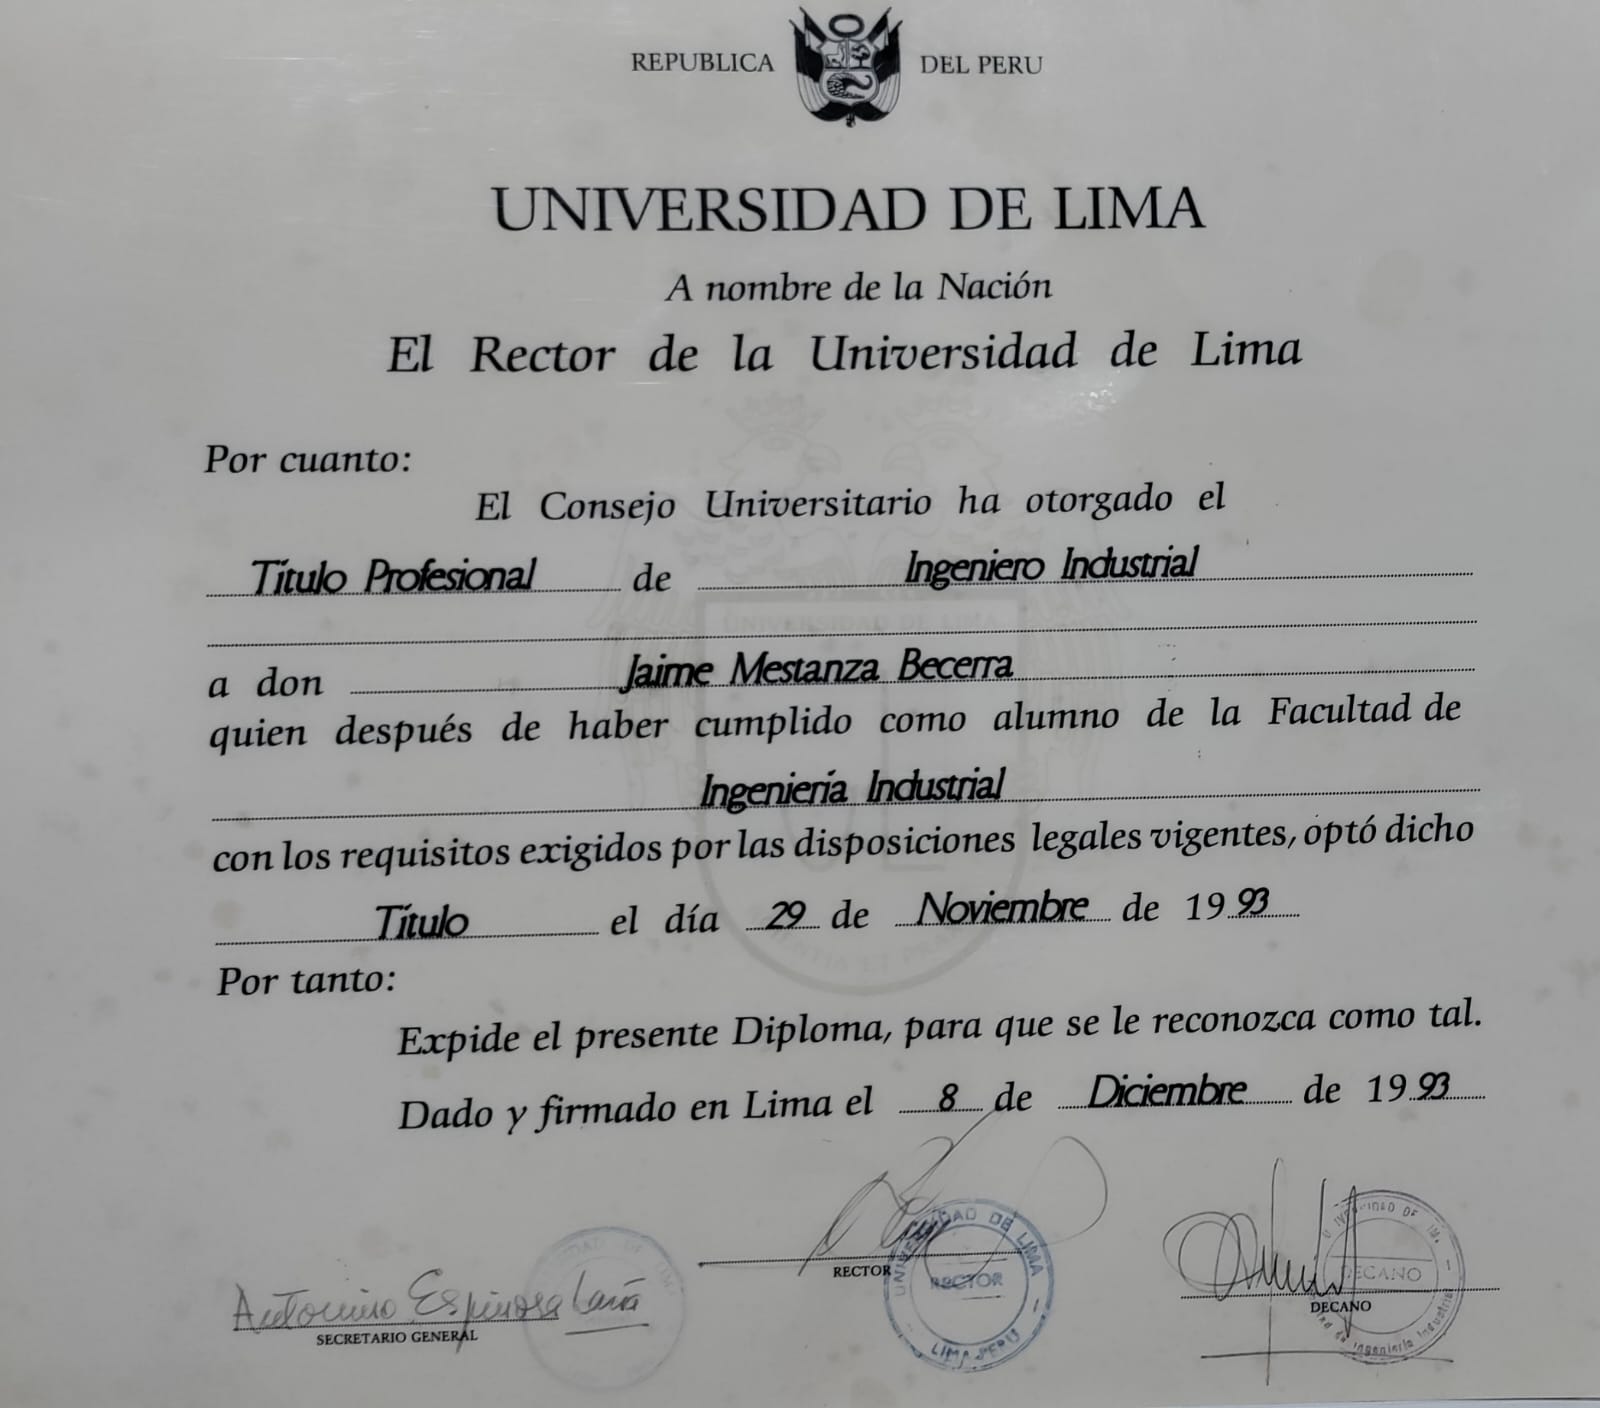 REPUBLICA DEL PERU
UNIVERSIDAD DE LIMA
A nombre de la Nación
El Rector de la Universidad de Lima
Por cuanto:
El Consejo Universitario ha otorgado el
Título Profesional de Ingeniero Industrial
a don Jaime Mestanza Becerra
quien después de haber cumplido como alumno de la Facultad de
Ingeniería Industrial
con los requisitos exigidos por las disposiciones legales vigentes, optó dicho
Título el día 29 de Noviembre de 1993
Por tanto:
Expide el presente Diploma, para que se le reconozca como tal.
Dado y firmado en Lima el 8 de Diciembre de 1993
Antonino Espinosa Laña
SECRETARIO GENERAL
RECTOR
UNIVERSIDAD DE LIMA
RECTOR
LIMA PERU
DECANO
DECANO
Ingeniería Industrial
UNIVERSIDAD DE LIMA